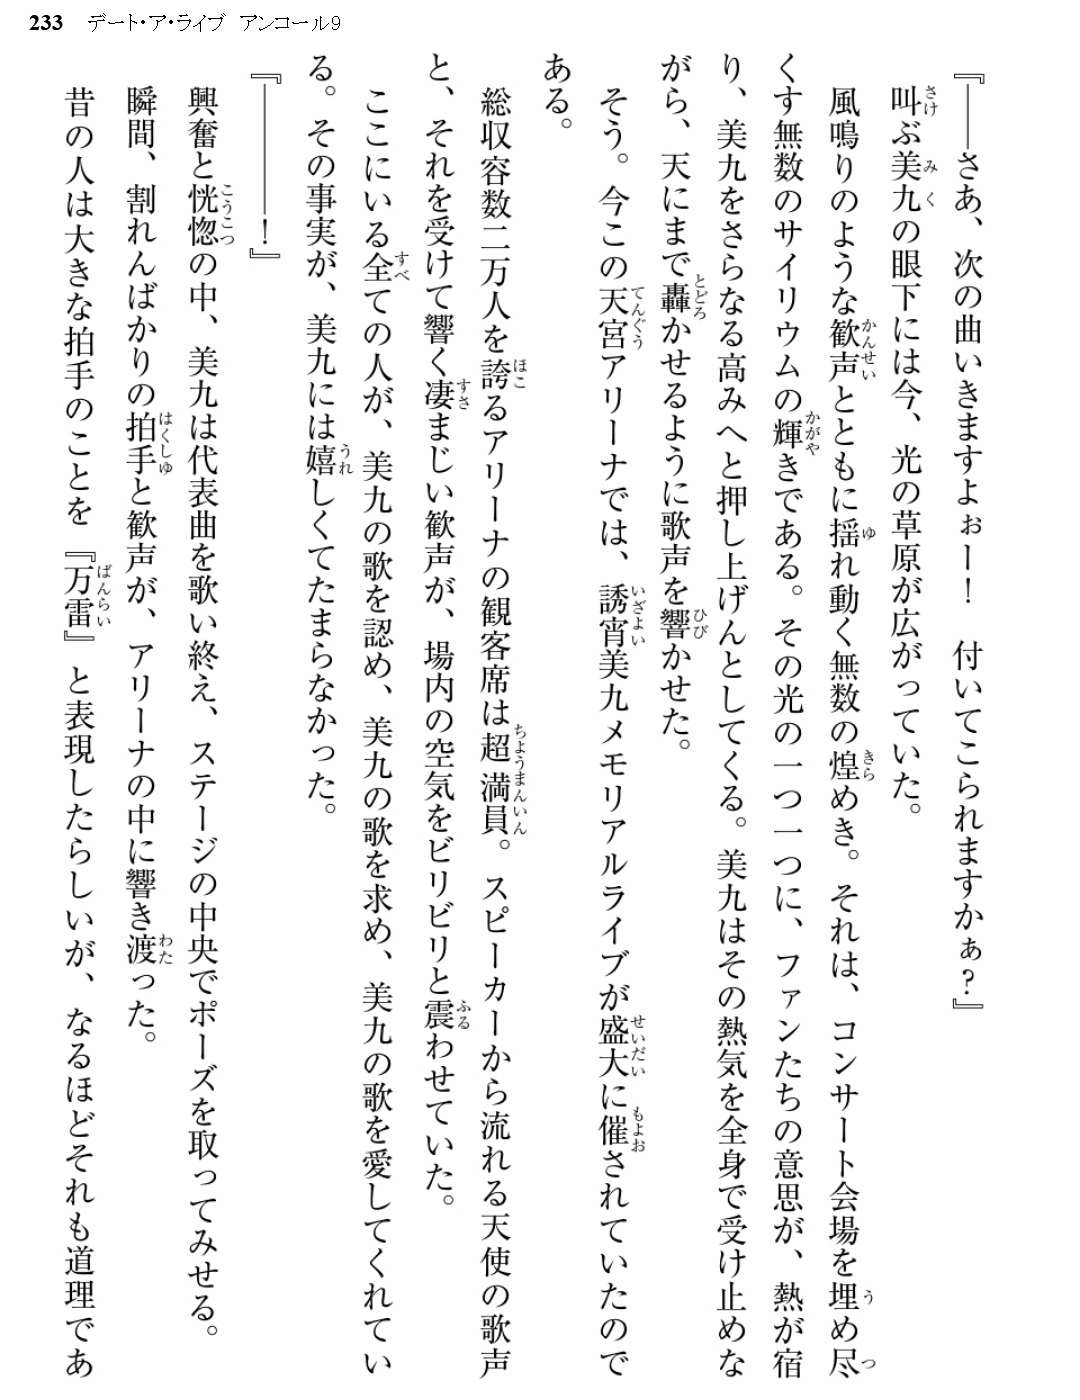 233 デート・ア・ライブ アンコール9
『――さあ、次の曲いきますよぉー！ 付いてこられますかぁ？』
叫ぶ美九の眼下には今、光の草原が広がっていた。
風鳴りのような歓声とともに揺れ動く無数の煌めき。それは、コンサート会場を埋め尽
くす無数のサイリウムの輝きである。その光の一つ一つに、ファンたちの意思が、熱が宿
り、美九をさらなる高みへと押し上げんとしてくる。美九はその熱気を全身で受け止めな
がら、天にまで轟かせるように歌声を響かせた。
そう。今この天宮アリーナでは、誘宵美九メモリアルライブが盛大に催されていたので
ある。
総収容数二万人を誇るアリーナの観客席は超満員。スピーカーから流れる天使の歌声
と、それを受けて響く凄まじい歓声が、場内の空気をビリビリと震わせていた。
ここにいる全ての人が、美九の歌を認め、美九の歌を求め、美九の歌を愛してくれてい
る。その事実が、美九には嬉しくてたまらなかった。
『――――！』
興奮と恍惚の中、美九は代表曲を歌い終え、ステージの中央でポーズを取ってみせる。
瞬間、割れんばかりの拍手と歓声が、アリーナの中に響き渡った。
昔の人は大きな拍手のことを『万雷』と表現したらしいが、なるほどそれも道理であ